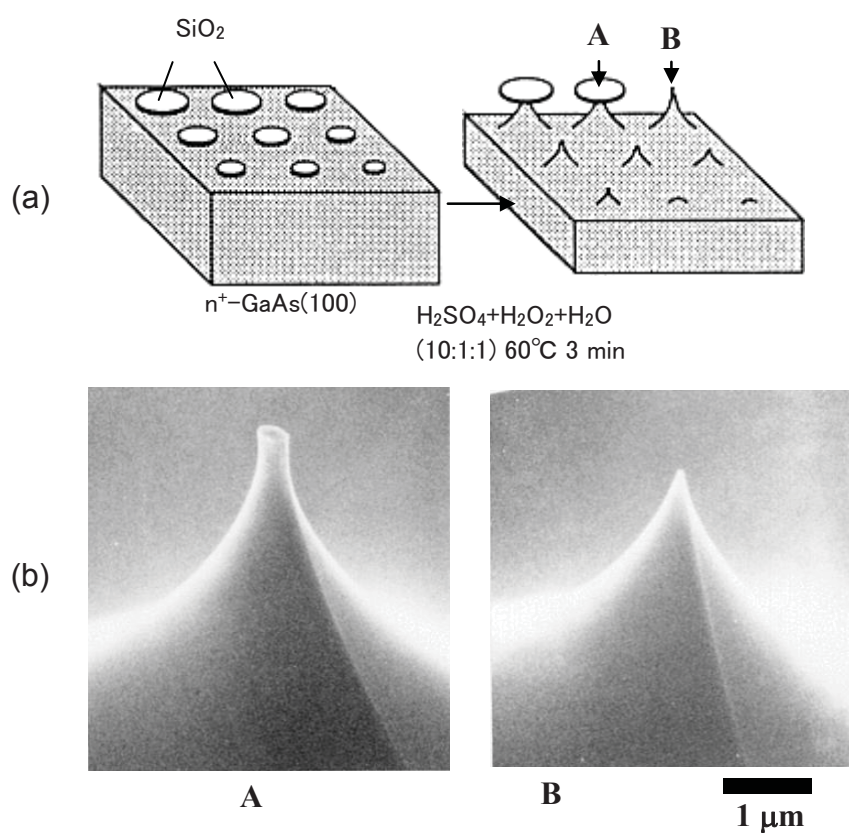 SiO₂
A B
(a)
n⁺-GaAs(100)
H₂SO₄+H₂O₂+H₂O
(10:1:1) 60℃ 3 min
(b)
A
B
1 μm